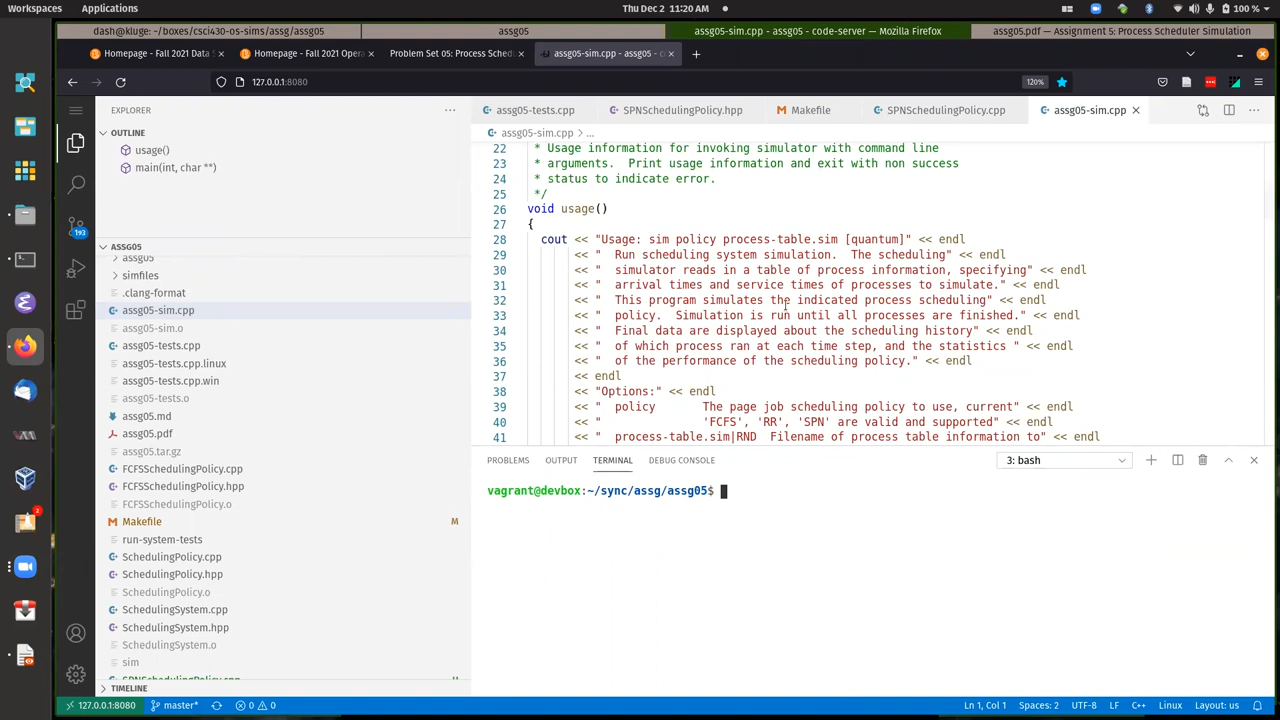 Workspaces Applications Thu Dec 2 11:20 AM 100 %
dash@kluge: ~/boxes/csci430-os-sims/assg/assg05 assg05 assg05-sim.cpp - assg05 - code-server — Mozilla Firefox assg05.pdf — Assignment 5: Process Scheduler Simulation
Homepage - Fall 2021 Data S Homepage - Fall 2021 Opera Problem Set 05: Process Sched assg05-sim.cpp - assg05 - co
127.0.0.1:8080 120%
EXPLORER
OUTLINE
usage()
main(int, char **)
193
ASSG05
assg05
simfiles
.clang-format
assg05-sim.cpp
assg05-sim.o
assg05-tests.cpp
assg05-tests.cpp.linux
assg05-tests.cpp.win
assg05-tests.o
assg05.md
assg05.pdf
assg05.tar.gz
FCFSSchedulingPolicy.cpp
FCFSSchedulingPolicy.hpp
FCFSSchedulingPolicy.o
Makefile M
run-system-tests
SchedulingPolicy.cpp
SchedulingPolicy.hpp
SchedulingPolicy.o
SchedulingSystem.cpp
SchedulingSystem.hpp
SchedulingSystem.o
sim
SPNSchedulingPolicy.cpp U
TIMELINE
assg05-tests.cpp SPNSchedulingPolicy.hpp Makefile SPNSchedulingPolicy.cpp assg05-sim.cpp
assg05-sim.cpp > ...
22 * Usage information for invoking simulator with command line
23 * arguments. Print usage information and exit with non success
24 * status to indicate error.
25 */
26 void usage()
27 {
28 cout << "Usage: sim policy process-table.sim [quantum]" << endl
29 << " Run scheduling system simulation. The scheduling" << endl
30 << " simulator reads in a table of process information, specifying" << endl
31 << " arrival times and service times of processes to simulate." << endl
32 << " This program simulates the indicated process scheduling" << endl
33 << " policy. Simulation is run until all processes are finished." << endl
34 << " Final data are displayed about the scheduling history" << endl
35 << " of which process ran at each time step, and the statistics " << endl
36 << " of the performance of the scheduling policy." << endl
37 << endl
38 << "Options:" << endl
39 << " policy The page job scheduling policy to use, current" << endl
40 << " 'FCFS', 'RR', 'SPN' are valid and supported" << endl
41 << " process-table.sim|RND Filename of process table information to" << endl
PROBLEMS OUTPUT TERMINAL DEBUG CONSOLE 3: bash
vagrant@devbox:~/sync/assg/assg05$
2
127.0.0.1:8080 master* 0 0 Ln 1, Col 1 Spaces: 2 UTF-8 LF C++ Linux Layout: us